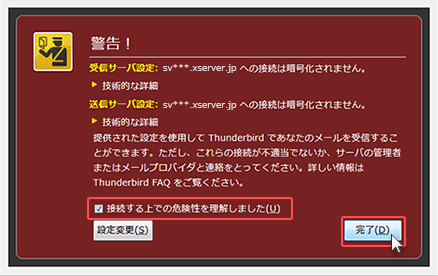 警告！
受信サーバ設定: sv***.xserver.jp への接続は暗号化されません。
技術的な詳細
送信サーバ設定: sv***.xserver.jp への接続は暗号化されません。
技術的な詳細
提供された設定を使用して Thunderbird であなたのメールを受信するこ
とができます。ただし、これらの接続が不適当でないか、サーバの管理者
またはメールプロバイダと連絡をとってください。詳しい情報は
Thunderbird FAQ をご覧ください。
接続する上での危険性を理解しました(U)
設定変更(S) 完了(D)